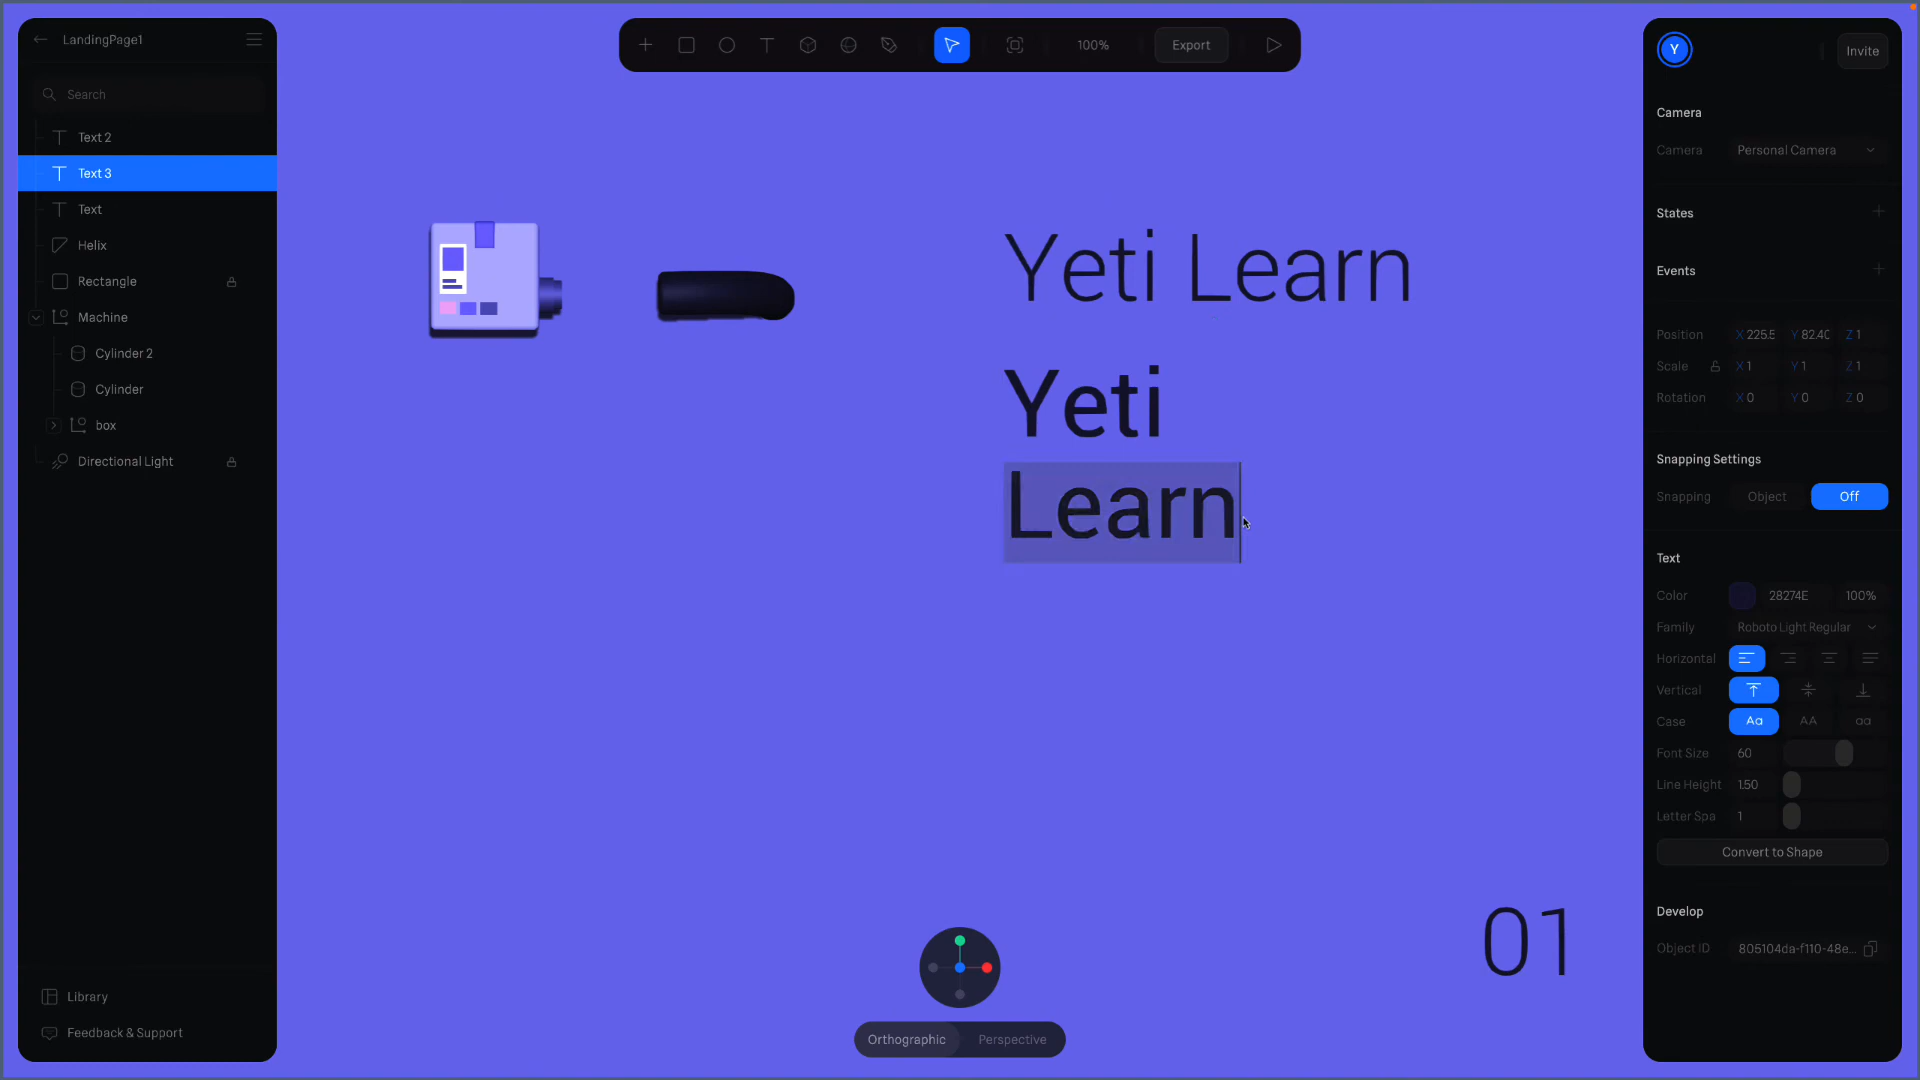 LandingPage1
Search
Text 2
Text 3
Text
Helix
Rectangle
Machine
Cylinder 2
Cylinder
box
Directional Light
Library
Feedback & Support
100%
Export
Yeti Learn
Yeti
Learn
01
Orthographic
Perspective
Y
Invite
Camera
Camera Personal Camera
States
Events
Position X 225.5 Y 82.40 Z 1
Scale X 1 Y 1 Z 1
Rotation X 0 Y 0 Z 0
Snapping Settings
Snapping Object Off
Text
Color 28274E 100%
Family Roboto Light Regular
Horizontal
Vertical
Case Aa AA aa
Font Size 60
Line Height 1.50
Letter Spa 1
Convert to Shape
Develop
Object ID 805104da-f110-48e...